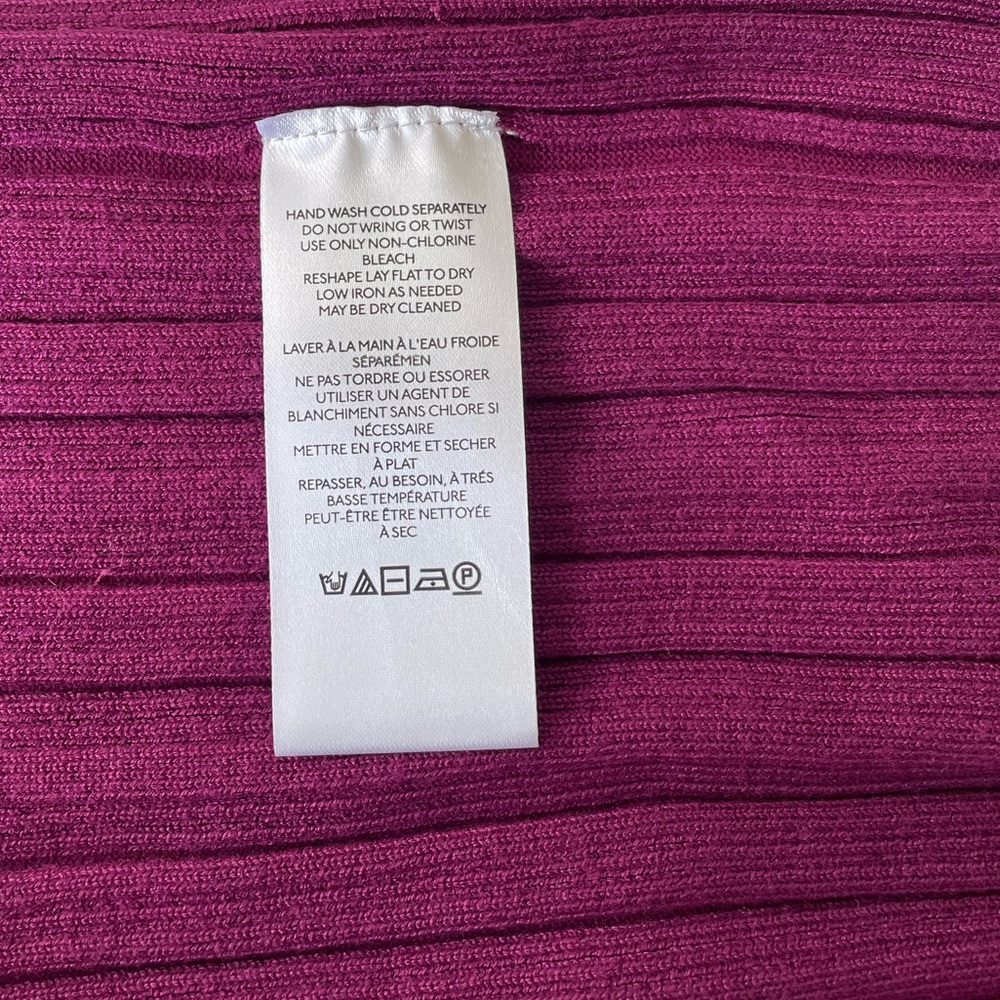 HAND WASH COLD SEPARATELY
DO NOT WRING OR TWIST
USE ONLY NON-CHLORINE
BLEACH
RESHAPE LAY FLAT TO DRY
LOW IRON AS NEEDED
MAY BE DRY CLEANED
LAVER À LA MAIN À L'EAU FROIDE
SÉPARÉMEN
NE PAS TORDRE OU ESSORER
UTILISER UN AGENT DE
BLANCHIMENT SANS CHLORE SI
NÉCESSAIRE
METTRE EN FORME ET SECHER
À PLAT
REPASSER, AU BESOIN, À TRÉS
BASSE TEMPÉRATURE
PEUT-ÊTRE ÊTRE NETTOYÉE
À SEC
P